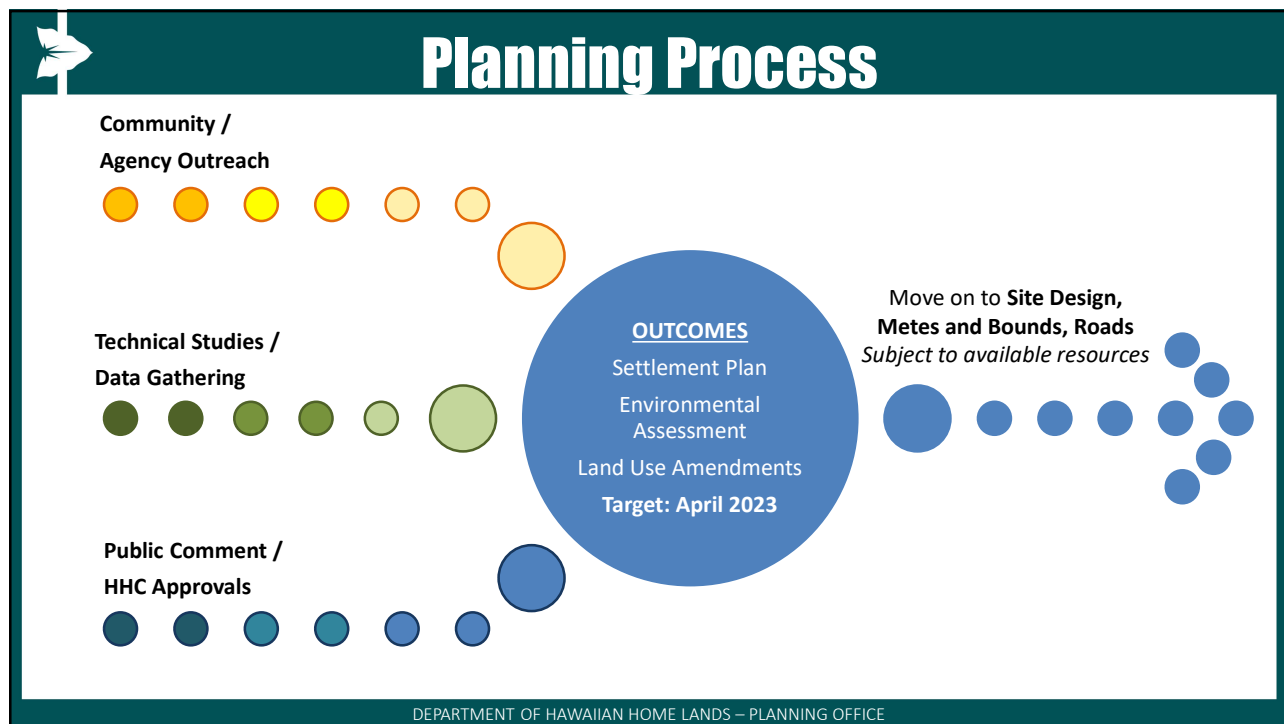 Planning Process
Community /
Agency Outreach
Technical Studies /
Data Gathering
Public Comment /
HHC Approvals
OUTCOMES
Settlement Plan
Environmental
Assessment
Land Use Amendments
Target: April 2023
Move on to Site Design,
Metes and Bounds, Roads
Subject to available resources
DEPARTMENT OF HAWAIIAN HOME LANDS – PLANNING OFFICE